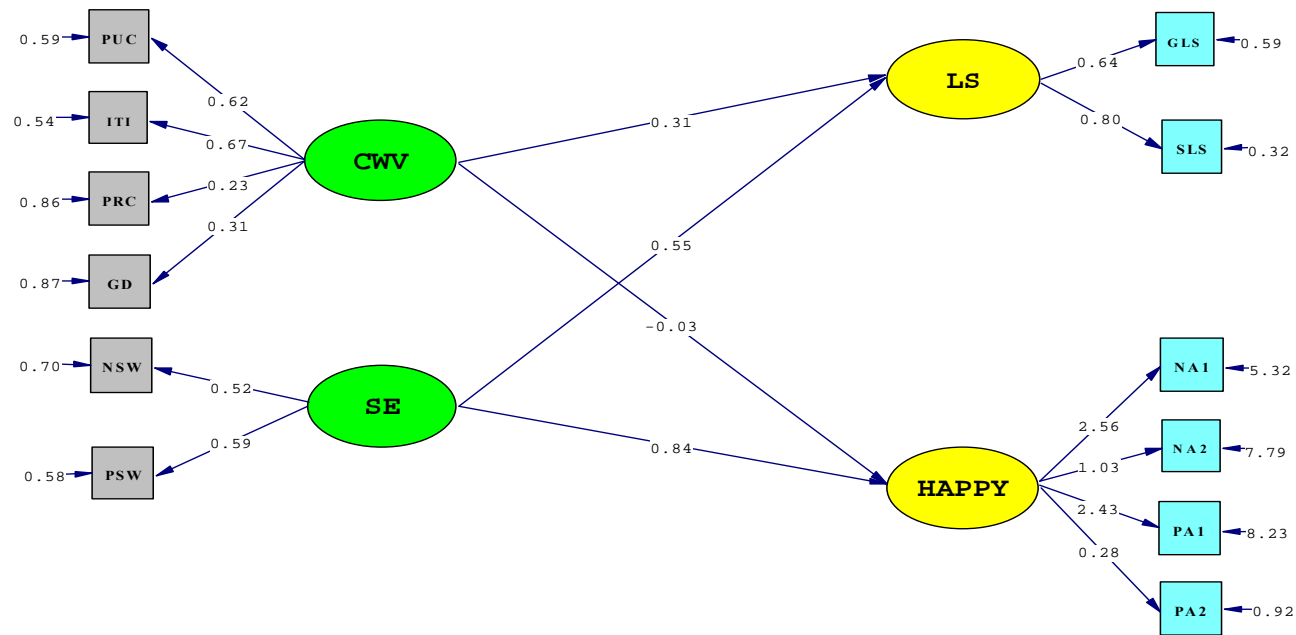 0.59 PUC
0.54 ITI
0.86 PRC
0.87 GD
0.70 NSW
0.58 PSW
0.62
0.67
0.23
0.31
0.52
0.59
CWV
SE
0.31
0.55
-0.03
0.84
LS
HAPPY
0.64
0.80
2.56
1.03
2.43
0.28
GLS 0.59
SLS 0.32
NA1 5.32
NA2 7.79
PA1 8.23
PA2 0.92